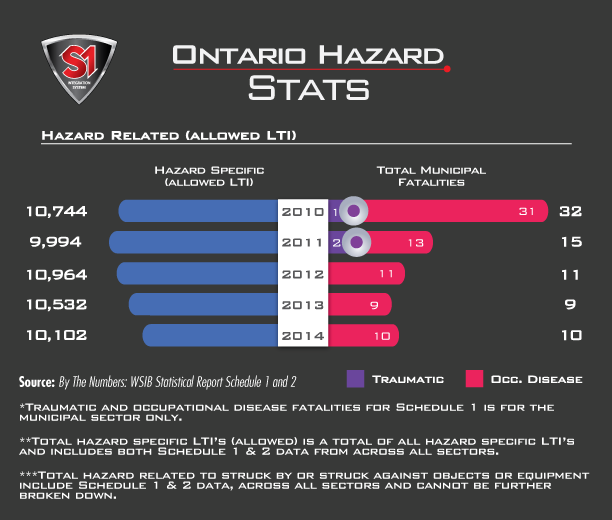 S1
INTEGRATION
SYSTEM
ONTARIO HAZARD
STATS
HAZARD RELATED (ALLOWED LTI)
HAZARD SPECIFIC
(ALLOWED LTI)
TOTAL MUNICIPAL
FATALITIES
10,744 2010 1 31 32
9,994 2011 2 13 15
10,964 2012 11 11
10,532 2013 9 9
10,102 2014 10 10
Source: By The Numbers: WSIB Statistical Report Schedule 1 and 2
TRAUMATIC OCC. DISEASE
*TRAUMATIC AND OCCUPATIONAL DISEASE FATALITIES FOR SCHEDULE 1 IS FOR THE
MUNICIPAL SECTOR ONLY.
**TOTAL HAZARD SPECIFIC LTI'S (ALLOWED) IS A TOTAL OF ALL HAZARD SPECIFIC LTI'S
AND INCLUDES BOTH SCHEDULE 1 & 2 DATA FROM ACROSS ALL SECTORS.
***TOTAL HAZARD RELATED TO STRUCK BY OR STRUCK AGAINST OBJECTS OR EQUIPMENT
INCLUDE SCHEDULE 1 & 2 DATA, ACROSS ALL SECTORS AND CANNOT BE FURTHER
BROKEN DOWN.